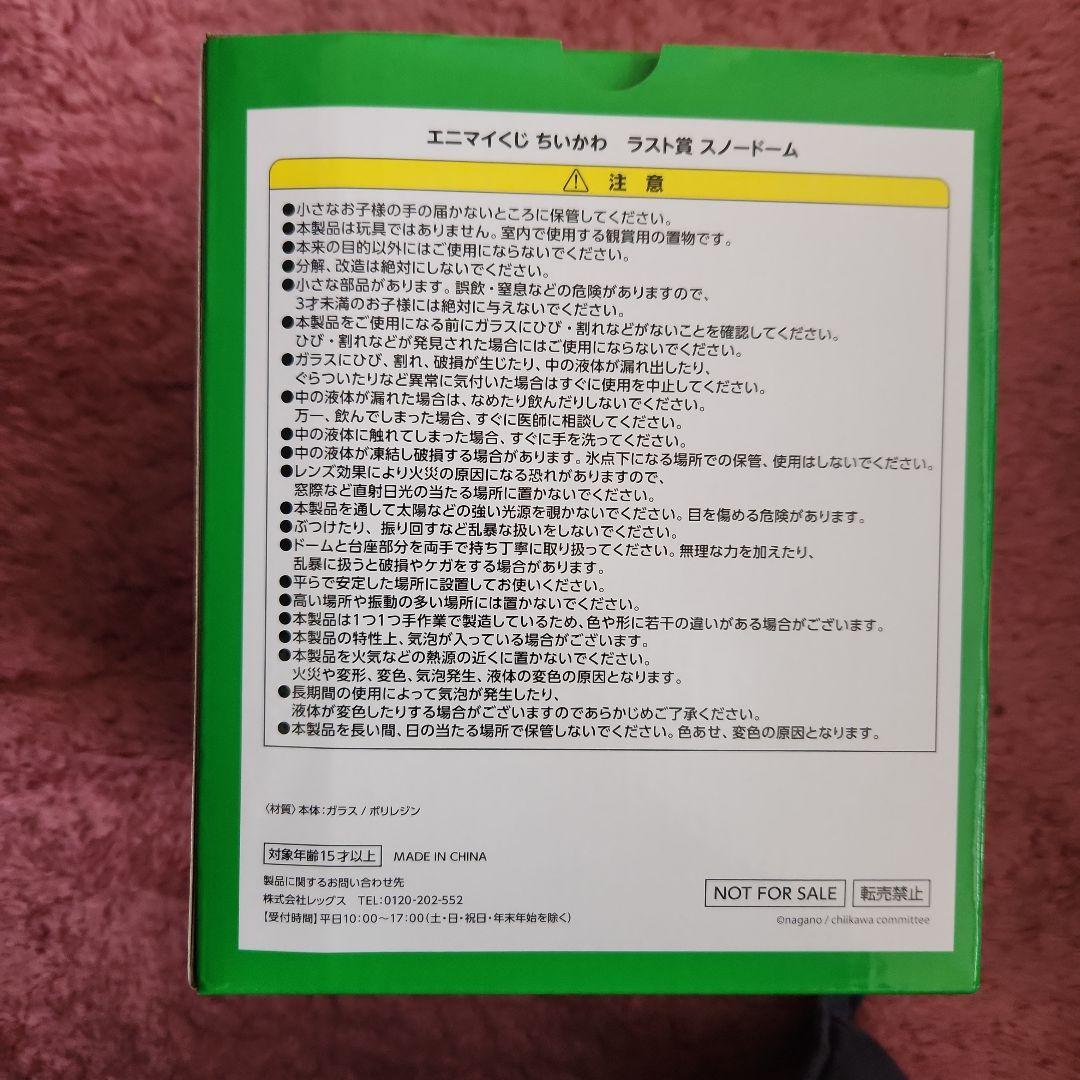 エニマイくじ ちいかわ　ラスト賞 スノードーム
⚠ 注 意
●小さなお子様の手の届かないところに保管してください。
●本製品は玩具ではありません。室内で使用する観賞用の置物です。
●本来の目的以外にはご使用にならないでください。
●分解、改造は絶対にしないでください。
●小さな部品があります。誤飲・窒息などの危険がありますので、
3才未満のお子様には絶対に与えないでください。
●本製品をご使用になる前にガラスにひび・割れなどがないことを確認してください。
ひび・割れなどが発見された場合にはご使用にならないでください。
●ガラスにひび、割れ、破損が生じたり、中の液体が漏れ出したり、
ぐらついたりなど異常に気付いた場合はすぐに使用を中止してください。
●中の液体が漏れた場合は、なめたり飲んだりしないでください。
万一、飲んでしまった場合、すぐに医師に相談してください。
●中の液体に触れてしまった場合、すぐに手を洗ってください。
●中の液体が凍結し破損する場合があります。氷点下になる場所での保管、使用はしないでください。
●レンズ効果により火災の原因になる恐れがありますので、
窓際など直射日光の当たる場所に置かないでください。
●本製品を通して太陽などの強い光源を覗かないでください。目を傷める危険があります。
●ぶつけたり、振り回すなど乱暴な扱いをしないでください。
●ドームと台座部分を両手で持ち丁寧に取り扱ってください。無理な力を加えたり、
乱暴に扱うと破損やケガをする場合があります。
●平らで安定した場所に設置してお使いください。
●高い場所や振動の多い場所には置かないでください。
●本製品は1つ1つ手作業で製造しているため、色や形に若干の違いがある場合がございます。
●本製品の特性上、気泡が入っている場合がございます。
●本製品を火気などの熱源の近くに置かないでください。
火災や変形、変色、気泡発生、液体の変色の原因となります。
●長期間の使用によって気泡が発生したり、
液体が変色したりする場合がございますのであらかじめご了承ください。
●本製品を長い間、日の当たる場所で保管しないでください。色あせ、変色の原因となります。
〈材質〉本体:ガラス / ポリレジン
対象年齢15才以上 MADE IN CHINA
製品に関するお問い合わせ先
株式会社レッグス TEL:0120-202-552
【受付時間】平日10:00～17:00(土・日・祝日・年末年始を除く)
NOT FOR SALE 転売禁止
©nagano / chiikawa committee